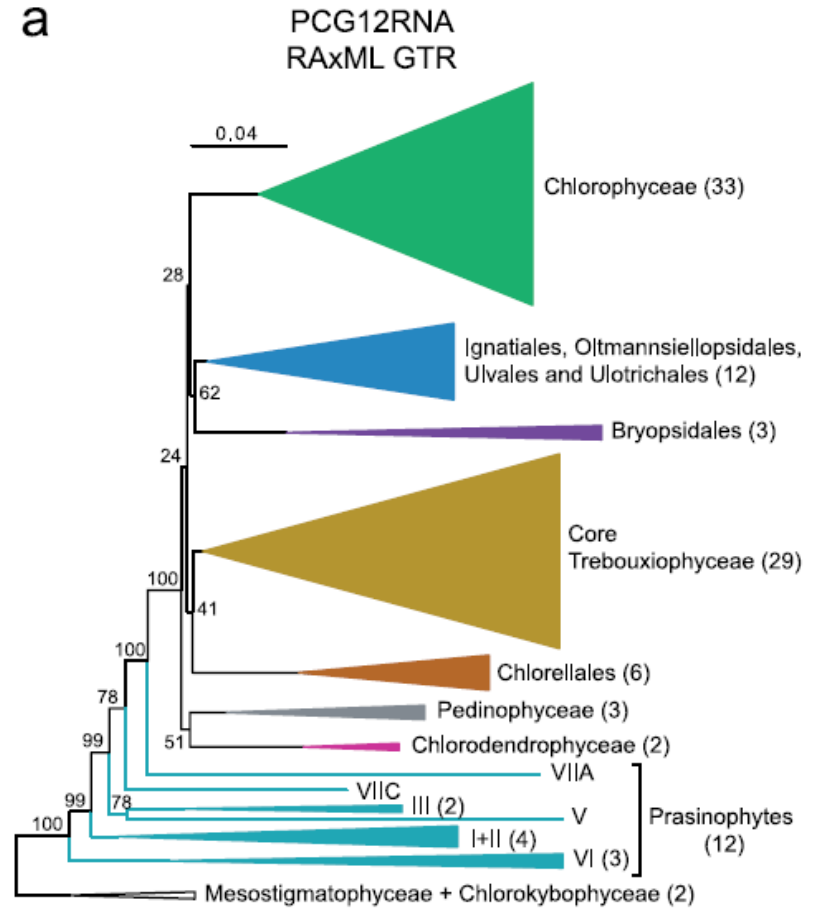 a
PCG12RNA
RAxML GTR
0,04
Chlorophyceae (33)
28
Ignatiales, Oltmannsiellopsidales,
Ulvales and Ulotrichales (12)
62
Bryopsidales (3)
24
Core
Trebouxiophyceae (29)
100
41
100
Chlorellales (6)
78
Pedinophyceae (3)
99
51
Chlorodendrophyceae (2)
VIIA
VIIC
99
78
III (2)
V
Prasinophytes
(12)
100
I+II (4)
VI (3)
Mesostigmatophyceae + Chlorokybophyceae (2)